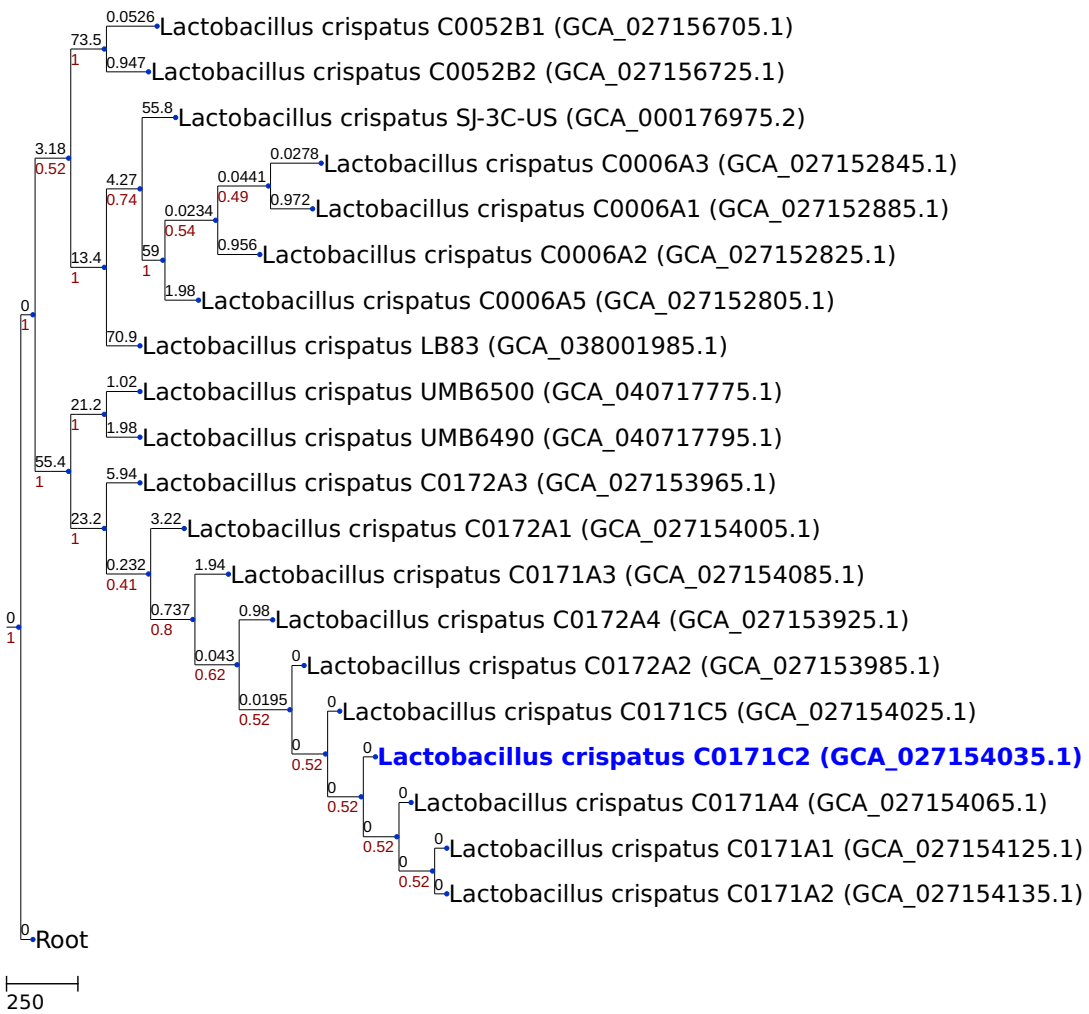 0.0526
Lactobacillus crispatus C0052B1 (GCA_027156705.1)
73.5
1
0.947
Lactobacillus crispatus C0052B2 (GCA_027156725.1)
55.8
Lactobacillus crispatus SJ-3C-US (GCA_000176975.2)
3.18
0.52
0.0278
Lactobacillus crispatus C0006A3 (GCA_027152845.1)
4.27
0.74
0.0441
0.49
0.972
Lactobacillus crispatus C0006A1 (GCA_027152885.1)
0.0234
0.54
0.956
Lactobacillus crispatus C0006A2 (GCA_027152825.1)
13.4
1
59
1
1.98
Lactobacillus crispatus C0006A5 (GCA_027152805.1)
0
1
70.9
Lactobacillus crispatus LB83 (GCA_038001985.1)
1.02
Lactobacillus crispatus UMB6500 (GCA_040717775.1)
21.2
1
1.98
Lactobacillus crispatus UMB6490 (GCA_040717795.1)
55.4
1
5.94
Lactobacillus crispatus C0172A3 (GCA_027153965.1)
23.2
1
3.22
Lactobacillus crispatus C0172A1 (GCA_027154005.1)
0.232
0.41
1.94
Lactobacillus crispatus C0171A3 (GCA_027154085.1)
0
1
0.737
0.8
0.98
Lactobacillus crispatus C0172A4 (GCA_027153925.1)
0.043
0.62
0
Lactobacillus crispatus C0172A2 (GCA_027153985.1)
0.0195
0.52
0
Lactobacillus crispatus C0171C5 (GCA_027154025.1)
0
0.52
0
Lactobacillus crispatus C0171C2 (GCA_027154035.1)
0
0.52
0
Lactobacillus crispatus C0171A4 (GCA_027154065.1)
0
0.52
0
Lactobacillus crispatus C0171A1 (GCA_027154125.1)
0
0.52
0
Lactobacillus crispatus C0171A2 (GCA_027154135.1)
0
Root
250